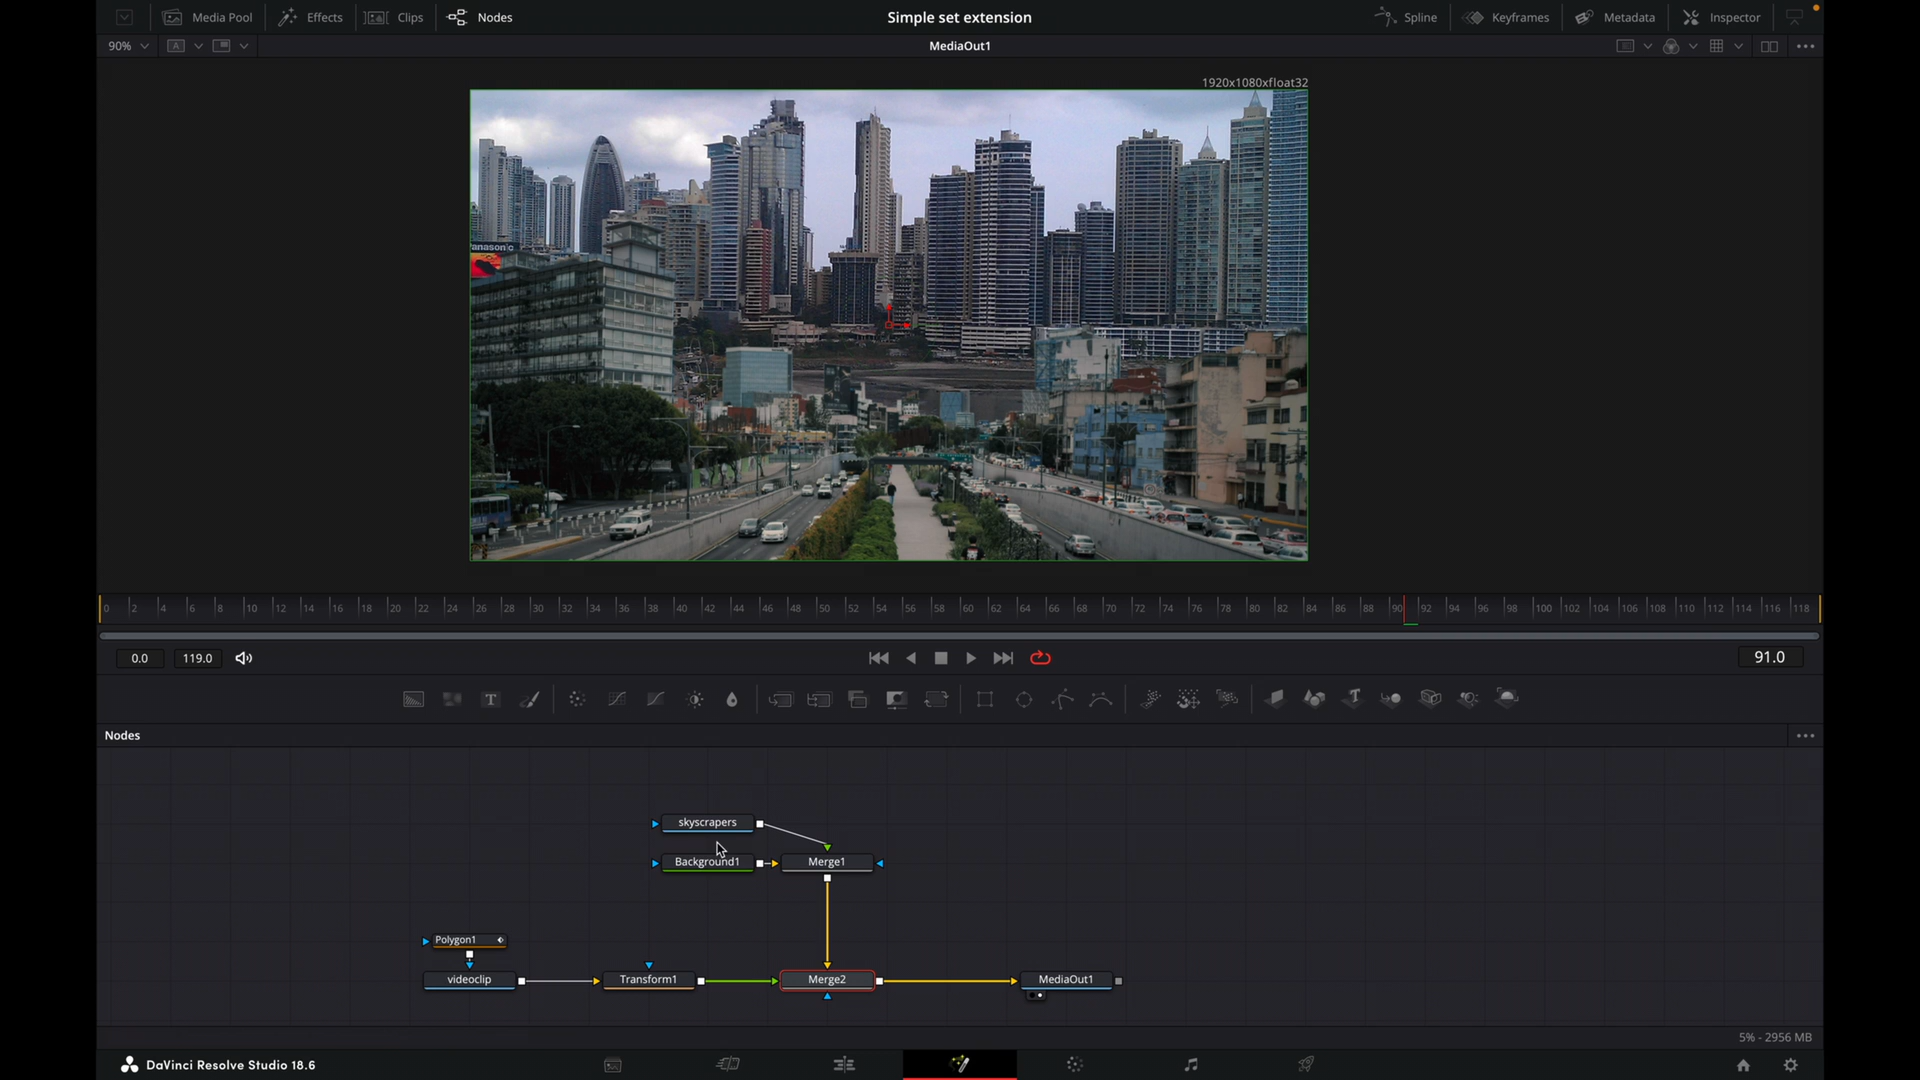 Media Pool
Effects
Clips
Nodes
Simple set extension
Spline
Keyframes
Metadata
Inspector
90%
A
MediaOut1
1920x1080xfloat32
Panasonic
0 2 4 6 8 10 12 14 16 18 20 22 24 26 28 30 32 34 36 38 40 42 44 46 48 50 52 54 56 58 60 62 64 66 68 70 72 74 76 78 80 82 84 86 88 90 92 94 96 98 100 102 104 106 108 110 112 114 116 118
0.0
119.0
91.0
T
Nodes
skyscrapers
Background1
Merge1
Polygon1
videoclip
Transform1
Merge2
MediaOut1
5% - 2956 MB
DaVinci Resolve Studio 18.6